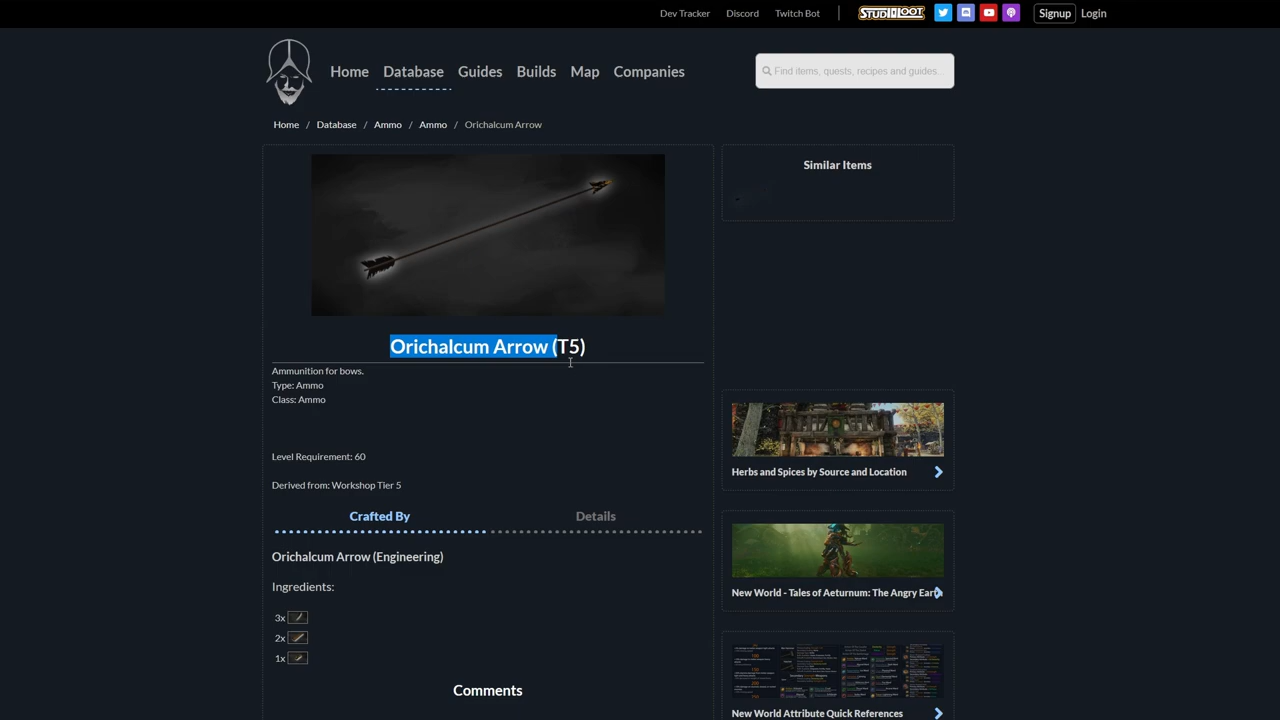 Dev Tracker Discord Twitch Bot STUDIOLOOT Signup Login
Home Database Guides Builds Map Companies Find items, quests, recipes and guides...
Home / Database / Ammo / Ammo / Orichalcum Arrow
Similar Items
Orichalcum Arrow (T5)
Ammunition for bows.
Type: Ammo
Class: Ammo
Level Requirement: 60
Derived from: Workshop Tier 5
Crafted By Details
Orichalcum Arrow (Engineering)
Ingredients:
3x
2x
1x
Comments
Herbs and Spices by Source and Location
New World - Tales of Aeturnum: The Angry Earth
New World Attribute Quick References